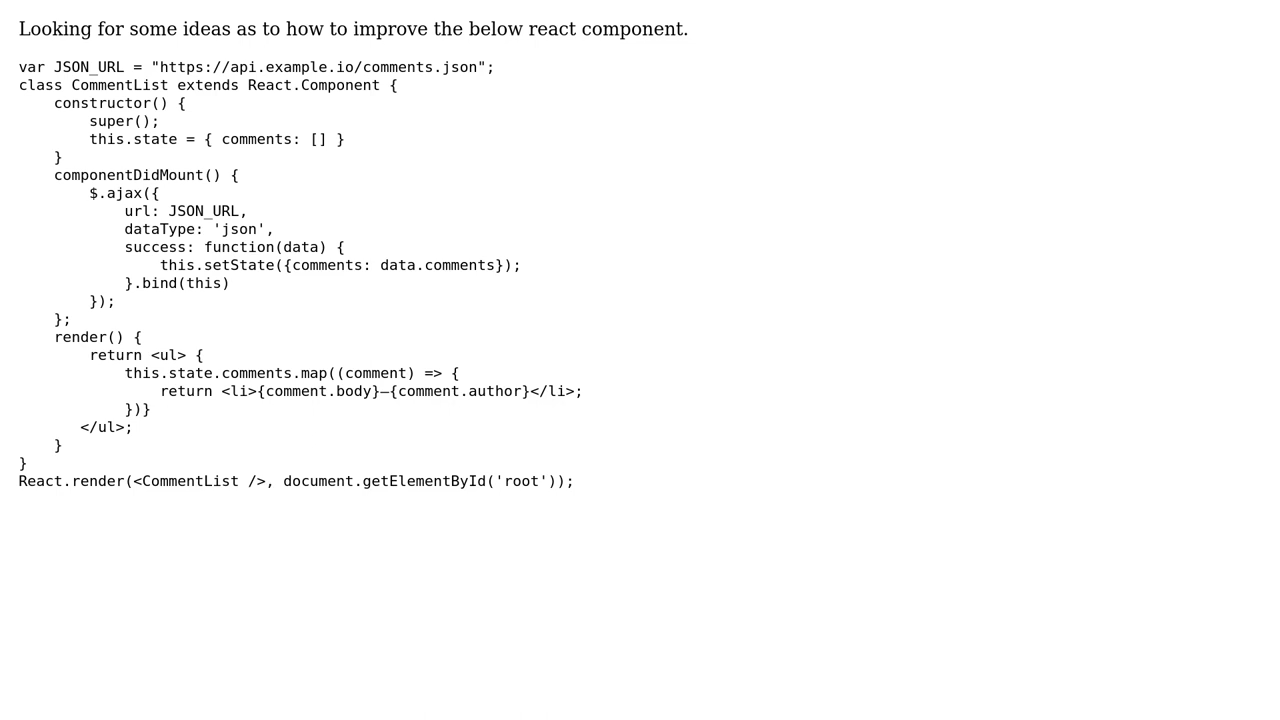 Looking for some ideas as to how to improve the below react component.
var JSON_URL = "https://api.example.io/comments.json";
class CommentList extends React.Component {
    constructor() {
        super();
        this.state = { comments: [] }
    }
    componentDidMount() {
        $.ajax({
            url: JSON_URL,
            dataType: 'json',
            success: function(data) {
                this.setState({comments: data.comments});
            }.bind(this)
        });
    };
    render() {
        return <ul> {
            this.state.comments.map((comment) => {
                return <li>{comment.body}—{comment.author}</li>;
            })}
       </ul>;
    }
}
React.render(<CommentList />, document.getElementById('root'));